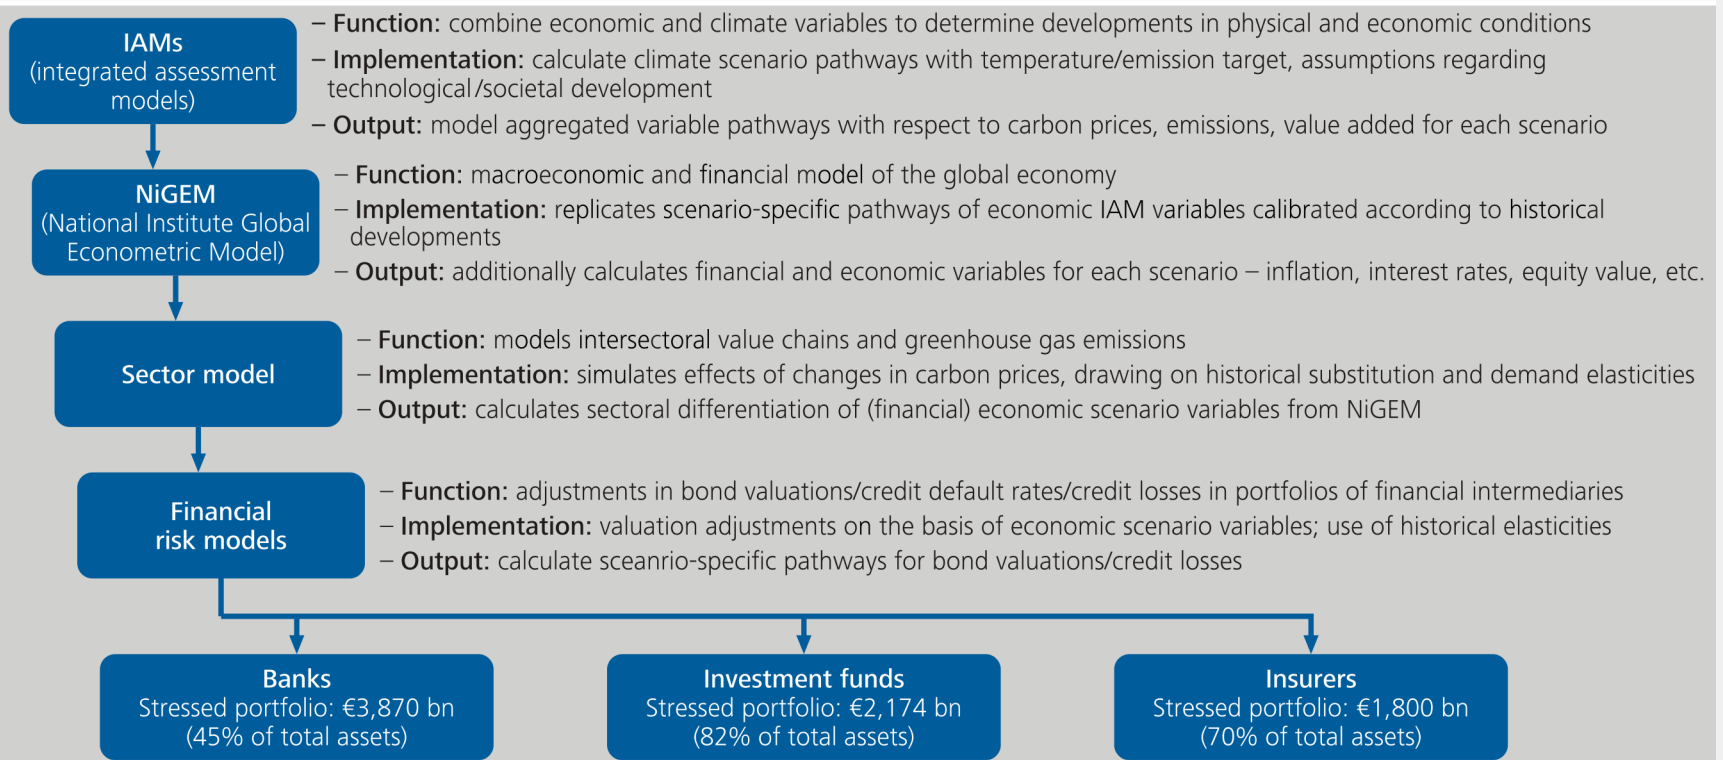 IAMs
(integrated assessment
models)
– Function: combine economic and climate variables to determine developments in physical and economic conditions
– Implementation: calculate climate scenario pathways with temperature/emission target, assumptions regarding
technological/societal development
– Output: model aggregated variable pathways with respect to carbon prices, emissions, value added for each scenario
NiGEM
(National Institute Global
Econometric Model)
– Function: macroeconomic and financial model of the global economy
– Implementation: replicates scenario-specific pathways of economic IAM variables calibrated according to historical
developments
– Output: additionally calculates financial and economic variables for each scenario – inflation, interest rates, equity value, etc.
Sector model
– Function: models intersectoral value chains and greenhouse gas emissions
– Implementation: simulates effects of changes in carbon prices, drawing on historical substitution and demand elasticities
– Output: calculates sectoral differentiation of (financial) economic scenario variables from NiGEM
Financial
risk models
– Function: adjustments in bond valuations/credit default rates/credit losses in portfolios of financial intermediaries
– Implementation: valuation adjustments on the basis of economic scenario variables; use of historical elasticities
– Output: calculate sceanrio-specific pathways for bond valuations/credit losses
Banks
Stressed portfolio: €3,870 bn
(45% of total assets)
Investment funds
Stressed portfolio: €2,174 bn
(82% of total assets)
Insurers
Stressed portfolio: €1,800 bn
(70% of total assets)